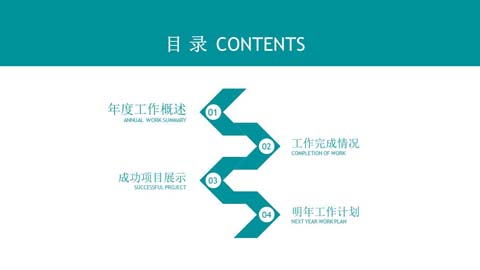 目 录 CONTENTS
年度工作概述
ANNUAL WORK SUMMARY
01
工作完成情况
COMPLETION OF WORK
02
成功项目展示
SUCCESSFUL PROJECT
03
明年工作计划
NEXT YEAR WORK PLAN
04